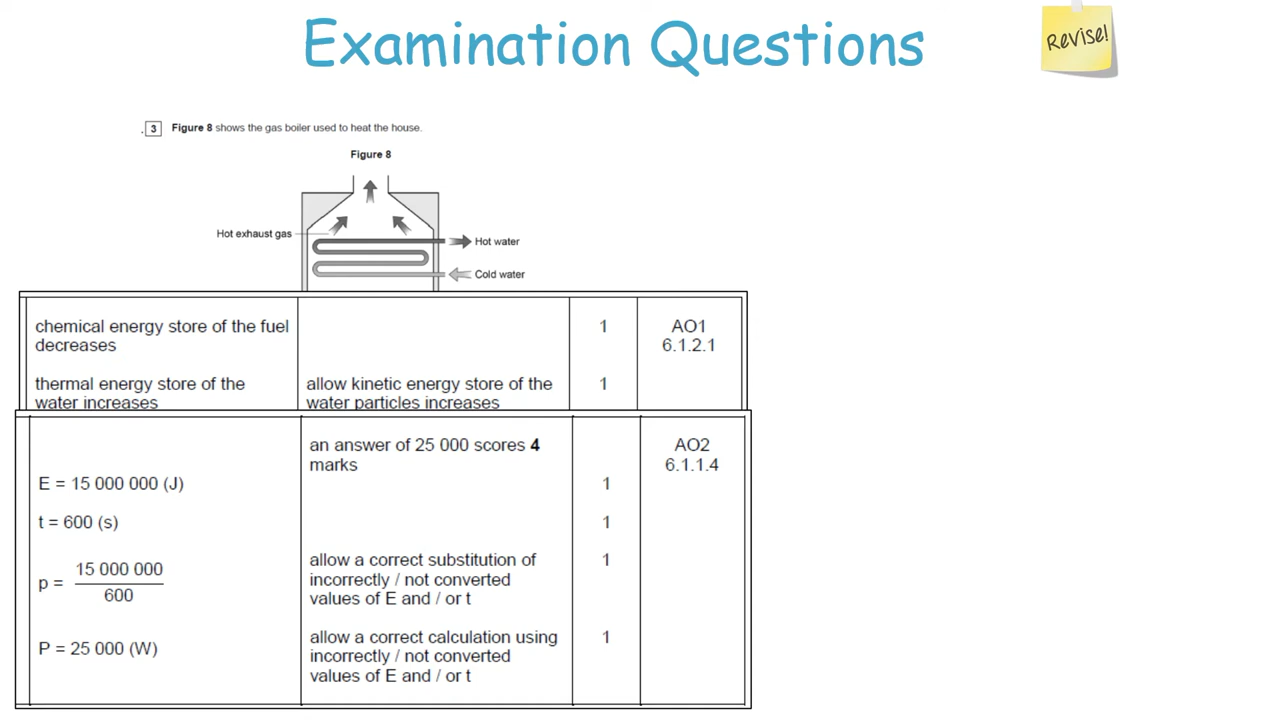 Examination Questions
Revise!
. 3 Figure 8 shows the gas boiler used to heat the house.
Figure 8
Hot exhaust gas
Hot water
Cold water
chemical energy store of the fuel
decreases
1
AO1
6.1.2.1
thermal energy store of the
water increases
allow kinetic energy store of the
water particles increases
1
an answer of 25 000 scores 4
marks
AO2
6.1.1.4
E = 15 000 000 (J)
1
t = 600 (s)
1
p = 15 000 000
600
allow a correct substitution of
incorrectly / not converted
values of E and / or t
1
P = 25 000 (W)
allow a correct calculation using
incorrectly / not converted
values of E and / or t
1